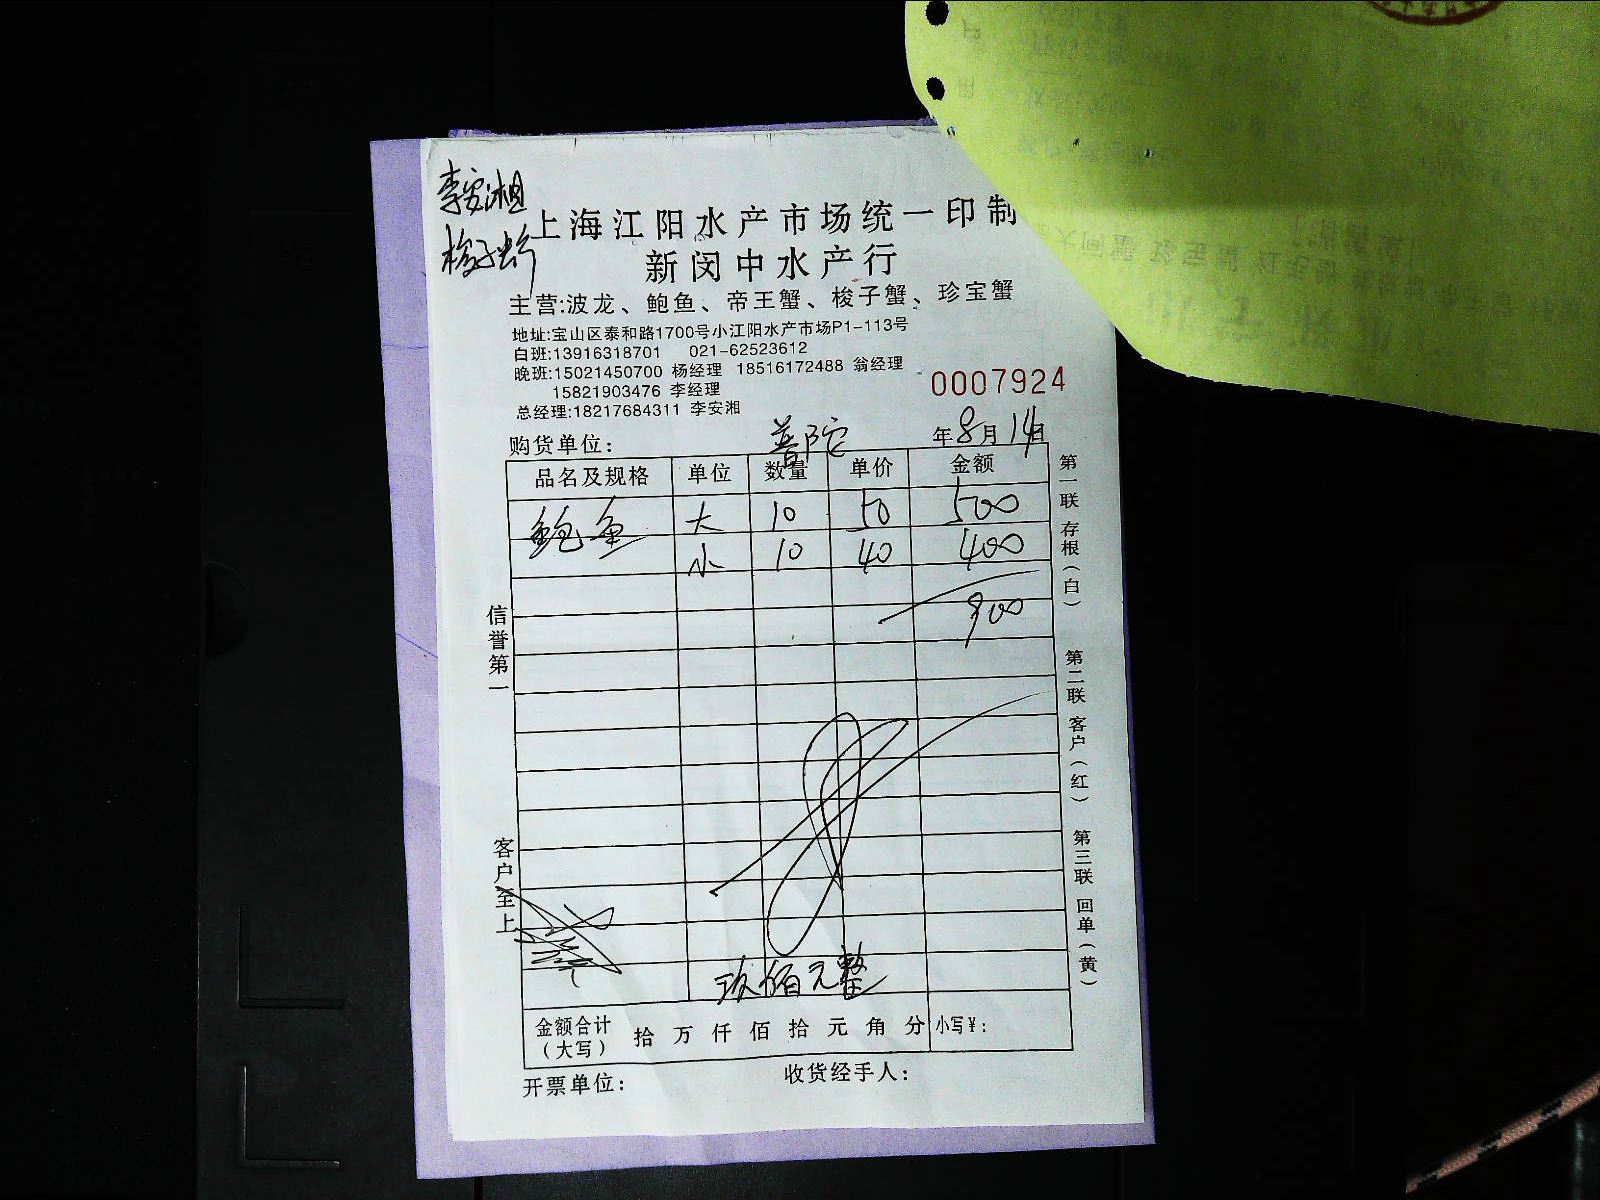 李安湘
梭子蟹
上海江阳水产市场统一印制
新闵中水产行
主营:波龙、鲍鱼、帝王蟹、梭子蟹、珍宝蟹
地址:宝山区泰和路1700号小江阳水产市场P1-113号
白班:13916318701 021-62523612
晚班:15021450700 杨经理 18516172488 翁经理
15821903476 李经理
总经理:18217684311 李安湘
0007924
购货单位: 普陀 年8月14日
品名及规格 单位 数量 单价 金额
鲍鱼 大 10 50 500
小 10 40 400
900
玖佰元整
金额合计(大写) 拾 万 仟 佰 拾 元 角 分 小写¥:
开票单位: 收货经手人:
信誉第一
客户至上
第一联 存根(白)
第二联 客户(红)
第三联 回单(黄)